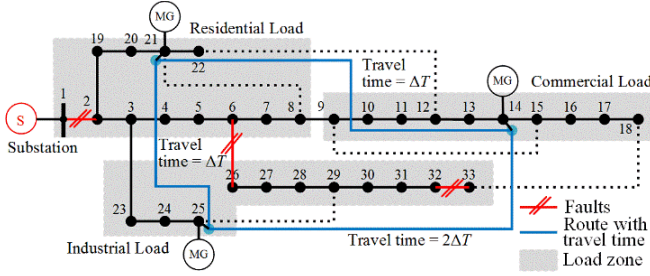 MG
Residential Load
19 20 21
22
Travel
time = ΔT
MG
Commercial Load
1
2 3 4 5 6 7 8 9 10 11 12 13 14 15 16 17
18
S
Substation
Travel
time = ΔT
26 27 28 29 30 31 32 33
23 24 25
Industrial Load
MG
Travel time = 2ΔT
Faults
Route with
travel time
Load zone